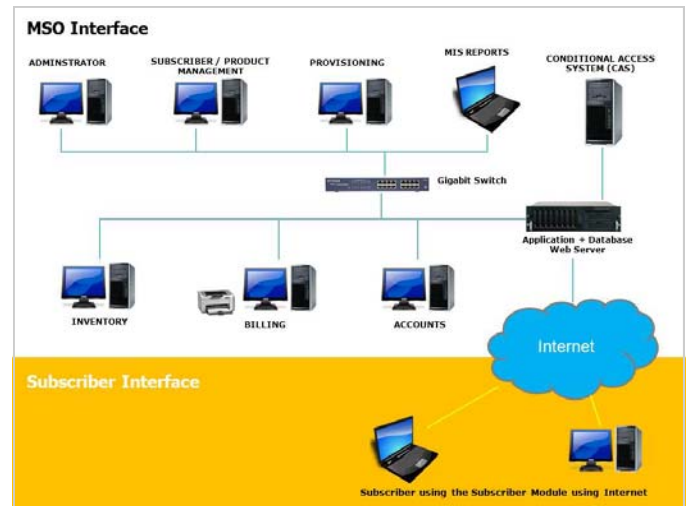 MSO Interface
ADMINSTRATOR
SUBSCRIBER / PRODUCT
MANAGEMENT
PROVISIONING
MIS REPORTS
CONDITIONAL ACCESS
SYSTEM (CAS)
Gigabit Switch
Application + Database
Web Server
INVENTORY
BILLING
ACCOUNTS
Internet
Subscriber Interface
Subscriber using the Subscriber Module using Internet